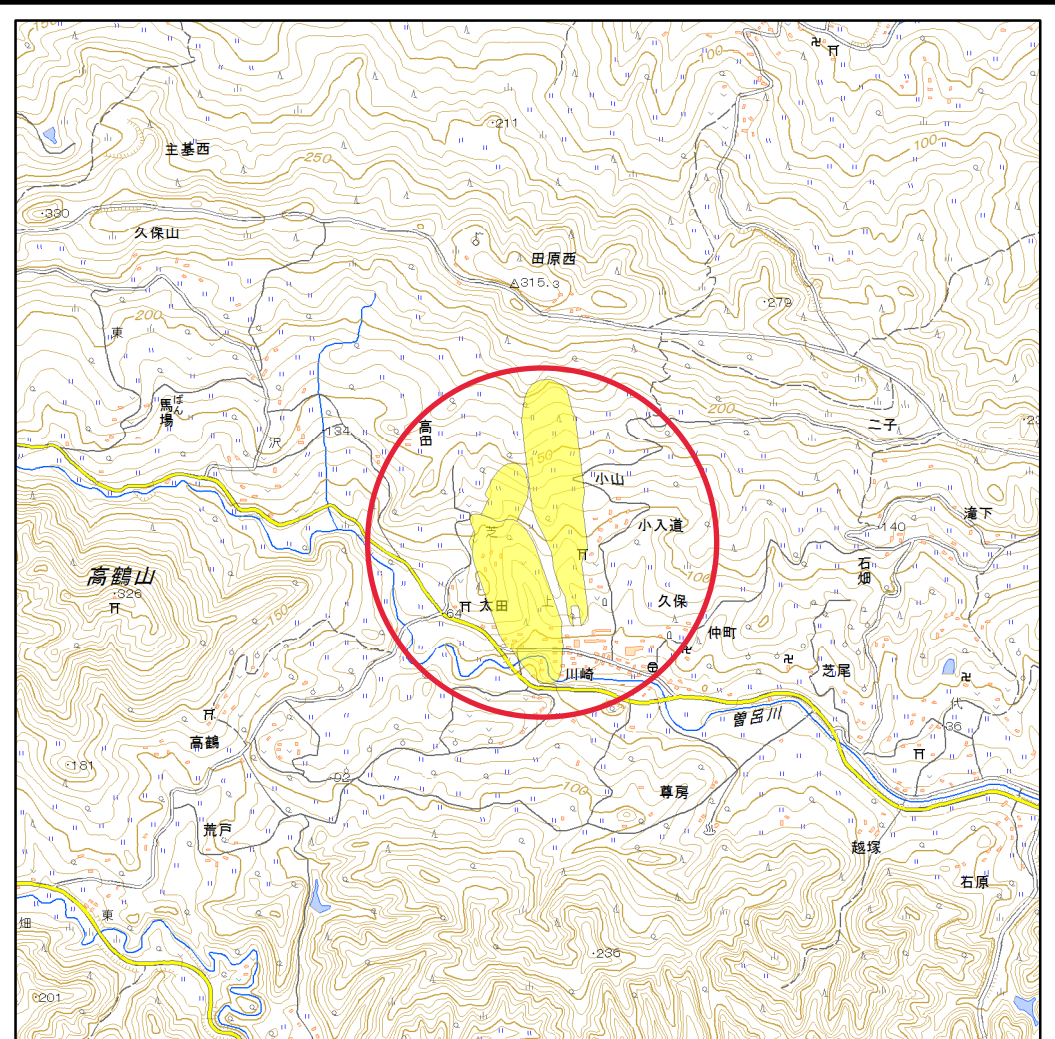 150
100
・211
主基西
250
100
・330
久保山
田原西
△315.3
・279
200
東
馬場
ばん
沢
・134
高田
200
二子
150
小山
小入道
滝下
・140
芝
石畑
高鶴山
・326
100
150
太田
上
久保
・64
仲町
川崎
芝尾
曽呂川
代
・36
高鶴
・181
・92
100
尊房
荒戸
越塚
石原
畑
東
・236
・201